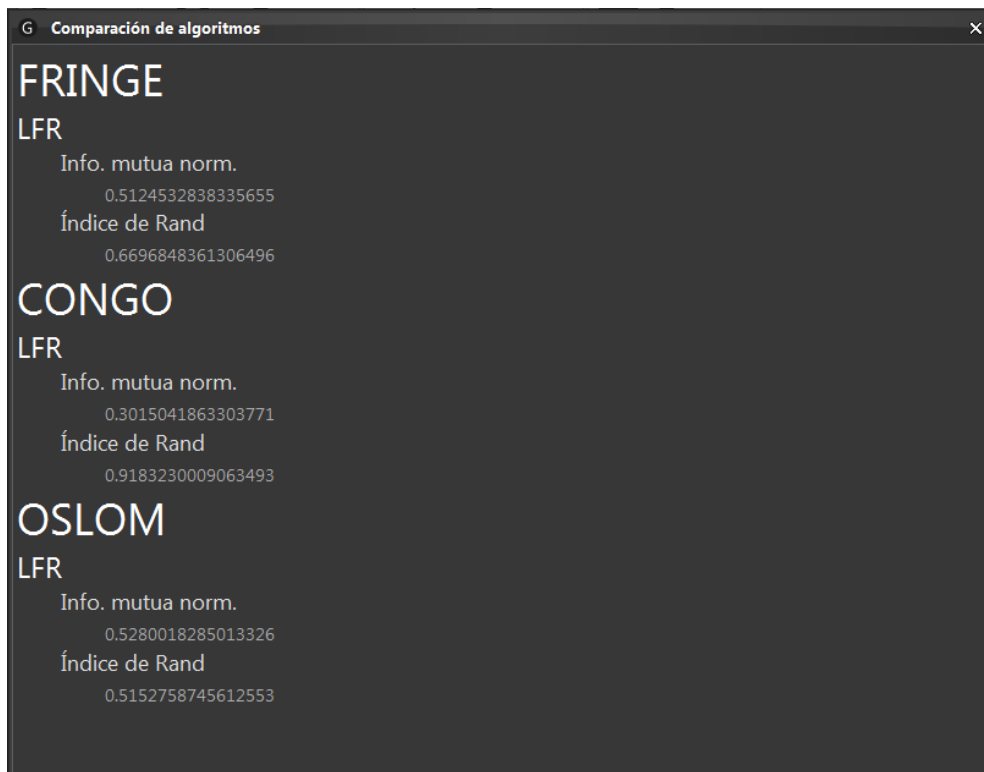 G Comparación de algoritmos
FRINGE
LFR
Info. mutua norm.
0.5124532838335655
Índice de Rand
0.6696848361306496
CONGO
LFR
Info. mutua norm.
0.3015041863303771
Índice de Rand
0.9183230009063493
OSLOM
LFR
Info. mutua norm.
0.5280018285013326
Índice de Rand
0.5152758745612553